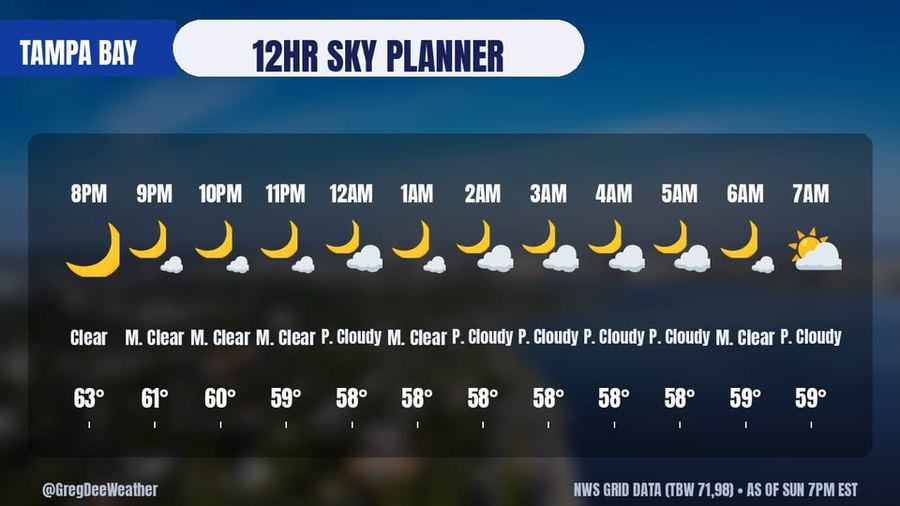 TAMPA BAY
12HR SKY PLANNER
8PM 9PM 10PM 11PM 12AM 1AM 2AM 3AM 4AM 5AM 6AM 7AM
Clear M. Clear M. Clear M. Clear P. Cloudy M. Clear P. Cloudy P. Cloudy P. Cloudy P. Cloudy M. Clear P. Cloudy
63° 61° 60° 59° 58° 58° 58° 58° 58° 58° 59° 59°
@GregDeeWeather
NWS GRID DATA (TBW 71,98) • AS OF SUN 7PM EST